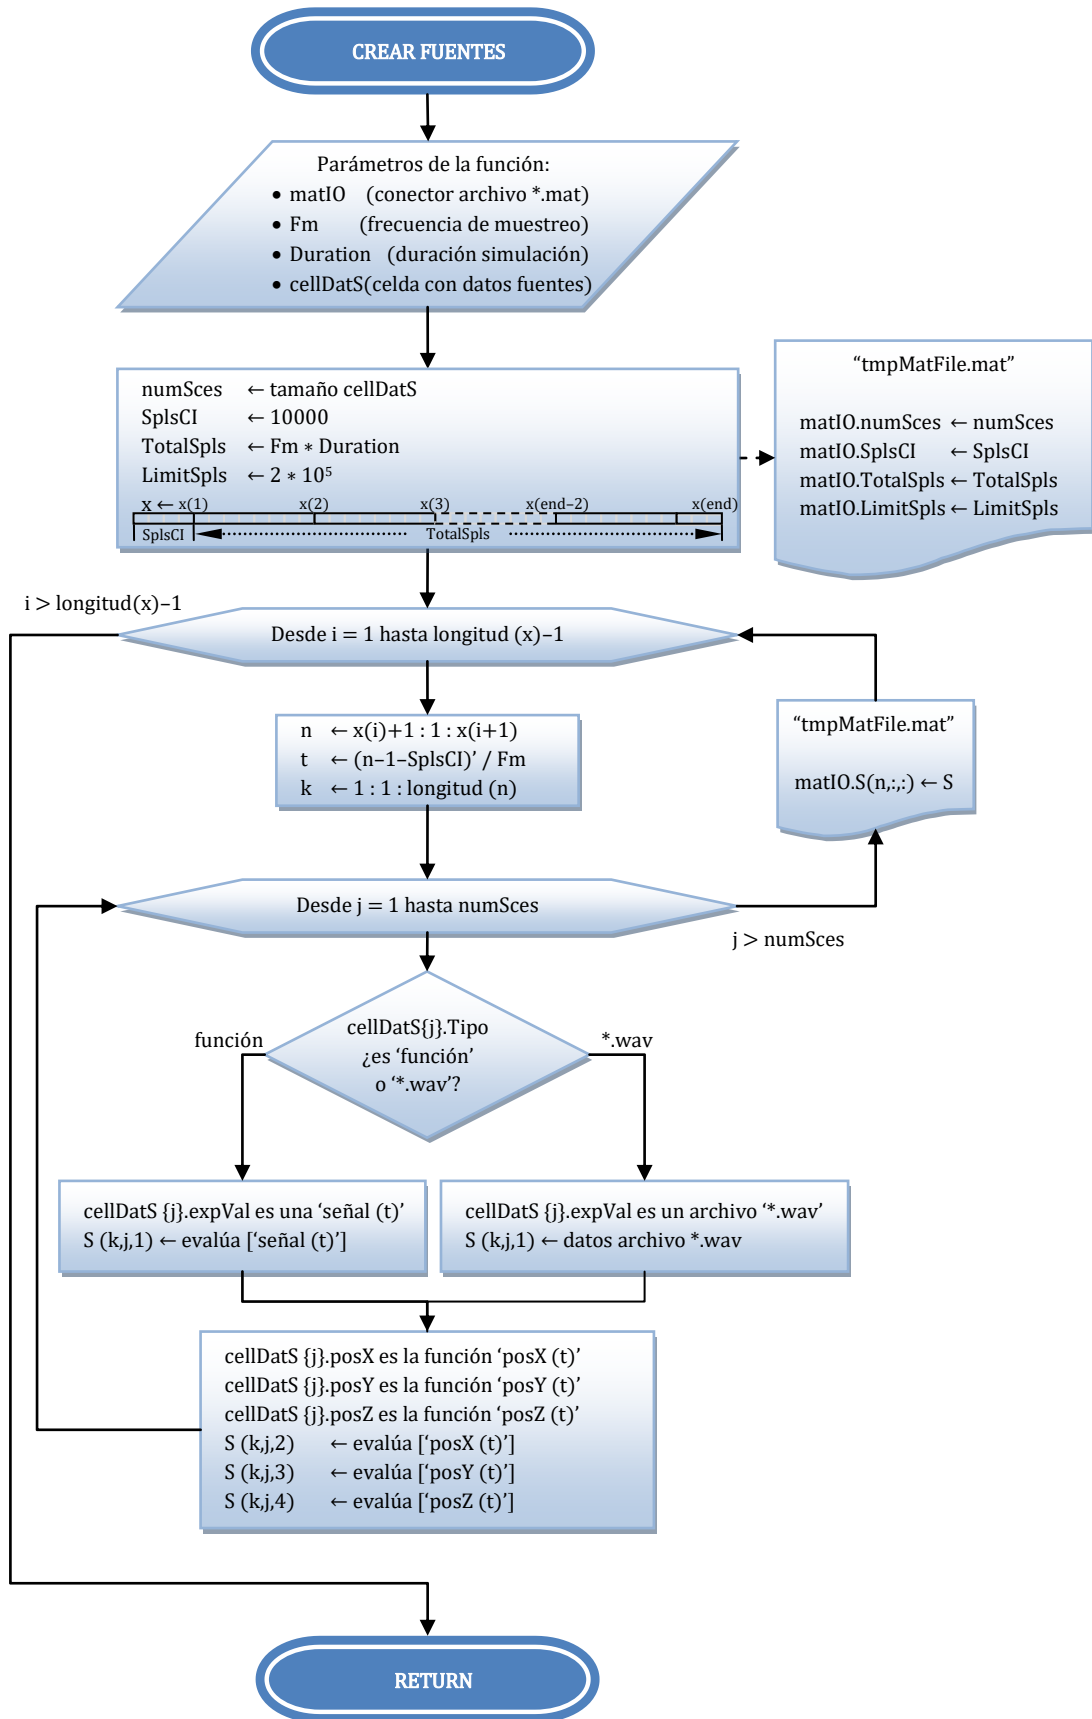 CREAR FUENTES
Parámetros de la función:
• matIO (conector archivo *.mat)
• Fm (frecuencia de muestreo)
• Duration (duración simulación)
• cellDatS(celda con datos fuentes)
numSces ← tamaño cellDatS
SplsCI ← 10000
TotalSpls ← Fm * Duration
LimitSpls ← 2 * 10⁵
x ← x(1) x(2) x(3) x(end–2) x(end)
SplsCI TotalSpls
“tmpMatFile.mat”
matIO.numSces ← numSces
matIO.SplsCI ← SplsCI
matIO.TotalSpls ← TotalSpls
matIO.LimitSpls ← LimitSpls
i > longitud(x)–1
Desde i = 1 hasta longitud (x)–1
n ← x(i)+1 : 1 : x(i+1)
t ← (n–1–SplsCI)’ / Fm
k ← 1 : 1 : longitud (n)
“tmpMatFile.mat”
matIO.S(n,:,:) ← S
Desde j = 1 hasta numSces
j > numSces
cellDatS{j}.Tipo
¿es ‘función’
o ‘*.wav’?
función
*.wav
cellDatS {j}.expVal es una ‘señal (t)’
S (k,j,1) ← evalúa [‘señal (t)’]
cellDatS {j}.expVal es un archivo ‘*.wav’
S (k,j,1) ← datos archivo *.wav
cellDatS {j}.posX es la función ‘posX (t)’
cellDatS {j}.posY es la función ‘posY (t)’
cellDatS {j}.posZ es la función ‘posZ (t)’
S (k,j,2) ← evalúa [‘posX (t)’]
S (k,j,3) ← evalúa [‘posY (t)’]
S (k,j,4) ← evalúa [‘posZ (t)’]
RETURN